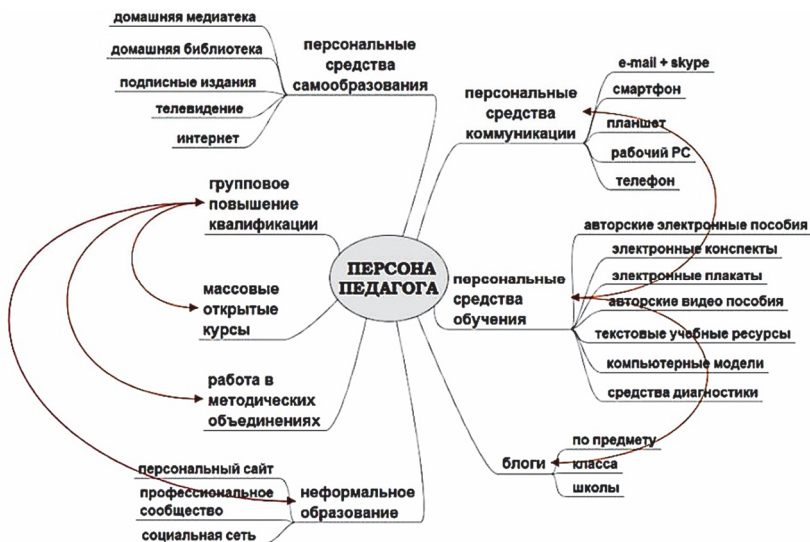 домашняя медиатека
домашняя библиотека
подписные издания
телевидение
интернет
персональные
средства
самообразования
персональные
средства
коммуникации
e-mail + skype
смартфон
планшет
рабочий PC
телефон
групповое
повышение
квалификации
массовые
открытые
курсы
работа в
методических
объединениях
ПЕРСОНА
ПЕДАГОГА
персональные
средства
обучения
авторские электронные пособия
электронные конспекты
электронные плакаты
авторские видео пособия
текстовые учебные ресурсы
компьютерные модели
средства диагностики
блоги
по предмету
класса
школы
персональный сайт
профессиональное
сообщество
социальная сеть
неформальное
образование